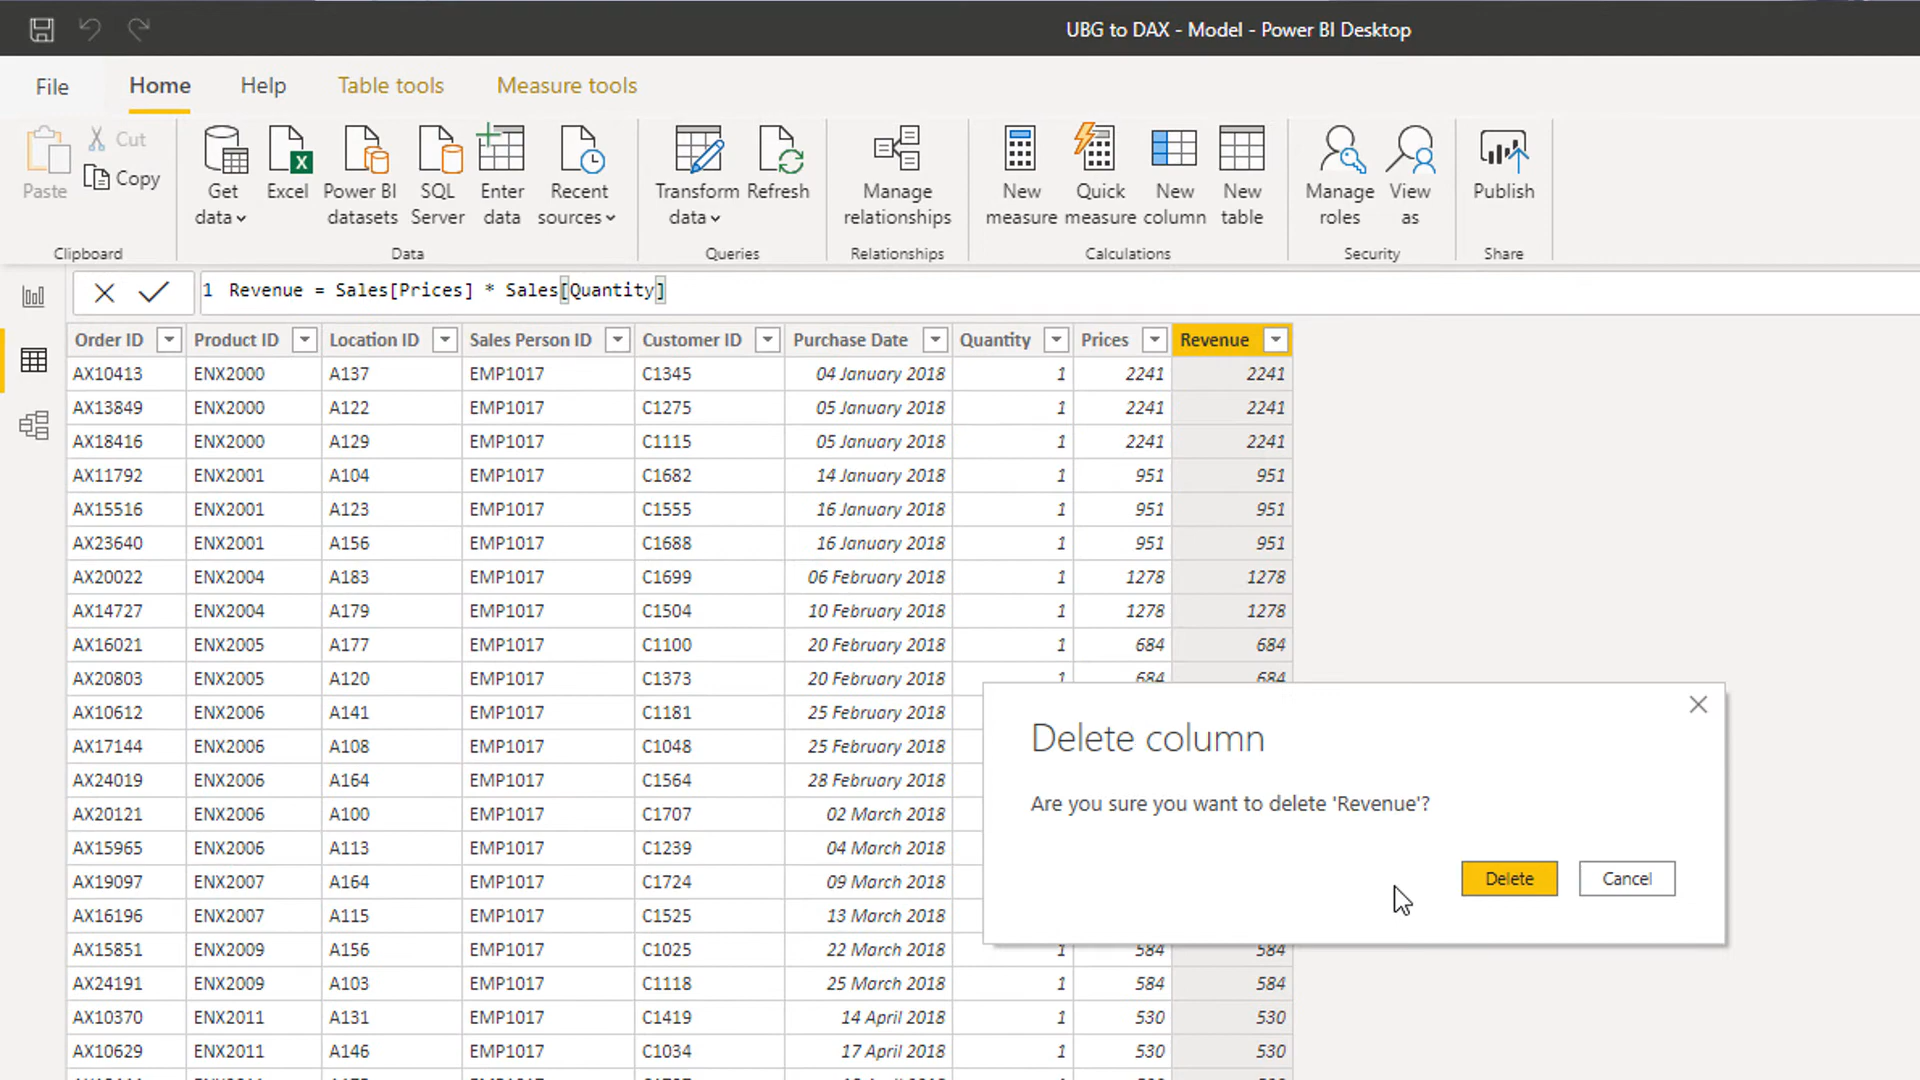 UBG to DAX - Model - Power BI Desktop
File Home Help Table tools Measure tools
Paste Cut Copy
Get data Excel Power BI datasets SQL Server Enter data Recent sources Transform data Refresh Manage relationships New measure Quick measure New column New table Manage roles View as Publish
Clipboard Data Queries Relationships Calculations Security Share
1 Revenue = Sales[Prices] * Sales[Quantity]
Order ID Product ID Location ID Sales Person ID Customer ID Purchase Date Quantity Prices Revenue
AX10413 ENX2000 A137 EMP1017 C1345 04 January 2018 1 2241 2241
AX13849 ENX2000 A122 EMP1017 C1275 05 January 2018 1 2241 2241
AX18416 ENX2000 A129 EMP1017 C1115 05 January 2018 1 2241 2241
AX11792 ENX2001 A104 EMP1017 C1682 14 January 2018 1 951 951
AX15516 ENX2001 A123 EMP1017 C1555 16 January 2018 1 951 951
AX23640 ENX2001 A156 EMP1017 C1688 16 January 2018 1 951 951
AX20022 ENX2004 A183 EMP1017 C1699 06 February 2018 1 1278 1278
AX14727 ENX2004 A179 EMP1017 C1504 10 February 2018 1 1278 1278
AX16021 ENX2005 A177 EMP1017 C1100 20 February 2018 1 684 684
AX20803 ENX2005 A120 EMP1017 C1373 20 February 2018 1 684 684
AX10612 ENX2006 A141 EMP1017 C1181 25 February 2018
AX17144 ENX2006 A108 EMP1017 C1048 25 February 2018
AX24019 ENX2006 A164 EMP1017 C1564 28 February 2018
AX20121 ENX2006 A100 EMP1017 C1707 02 March 2018
AX15965 ENX2006 A113 EMP1017 C1239 04 March 2018
AX19097 ENX2007 A164 EMP1017 C1724 09 March 2018
AX16196 ENX2007 A115 EMP1017 C1525 13 March 2018
AX15851 ENX2009 A156 EMP1017 C1025 22 March 2018 1 584 584
AX24191 ENX2009 A103 EMP1017 C1118 25 March 2018 1 584 584
AX10370 ENX2011 A131 EMP1017 C1419 14 April 2018 1 530 530
AX10629 ENX2011 A146 EMP1017 C1034 17 April 2018 1 530 530
Delete column
Are you sure you want to delete 'Revenue'?
Delete Cancel